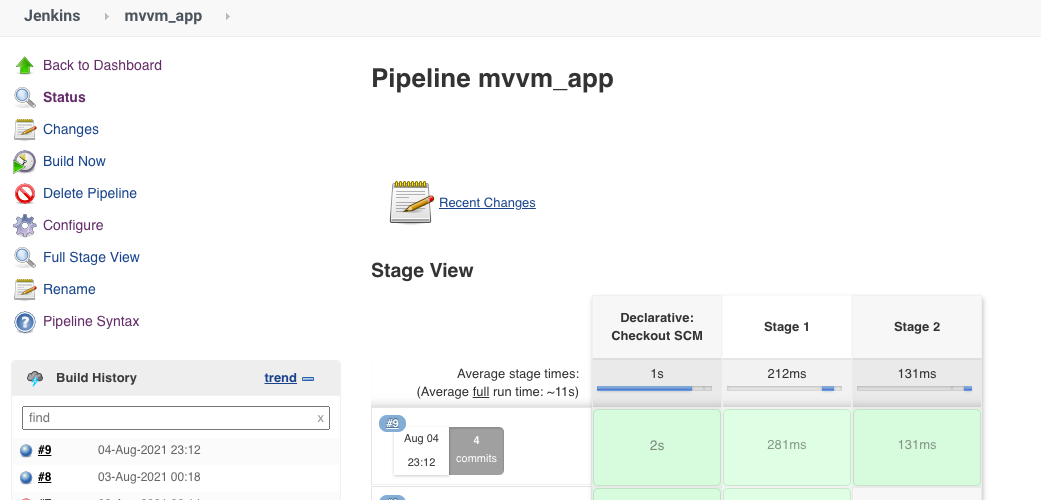 Jenkins
mvvm_app
Back to Dashboard
Status
Changes
Build Now
Delete Pipeline
Configure
Full Stage View
Rename
Pipeline Syntax
Build History
trend
find
x
#9
04-Aug-2021 23:12
#8
03-Aug-2021 00:18
Pipeline mvvm_app
Recent Changes
Stage View
Declarative:
Checkout SCM
Stage 1
Stage 2
Average stage times:
(Average full run time: ~11s)
1s
212ms
131ms
#9
Aug 04
23:12
4
commits
2s
281ms
131ms